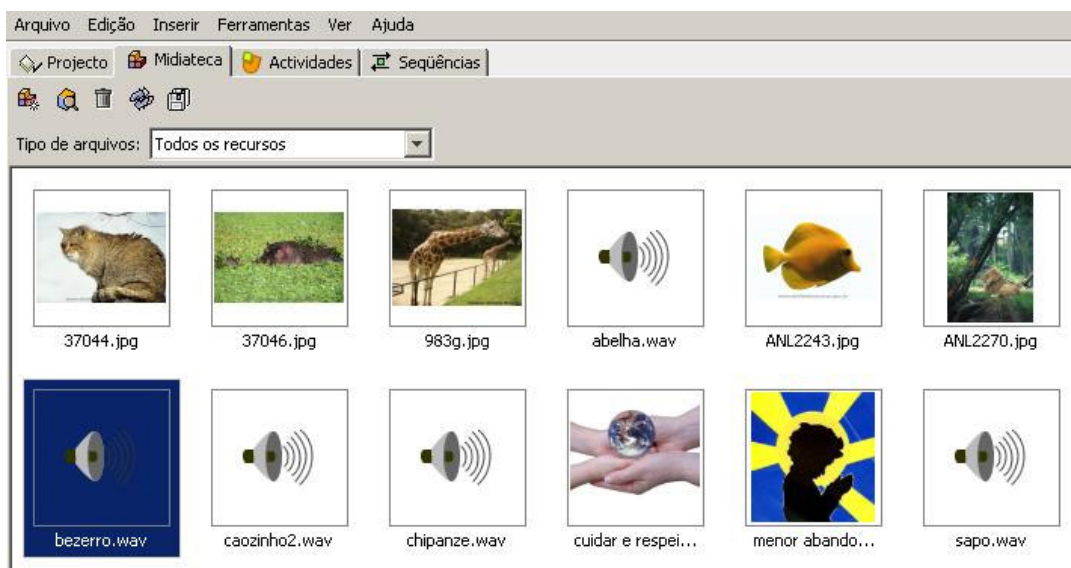 Arquivo Edição Inserir Ferramentas Ver Ajuda
Projecto Midiateca Actividades Seqüências
Tipo de arquivos: Todos os recursos
37044.jpg 37046.jpg 983g.jpg abelha.wav ANL2243.jpg ANL2270.jpg
bezerro.wav caozinho2.wav chipanze.wav cuidar e respei... menor abando... sapo.wav